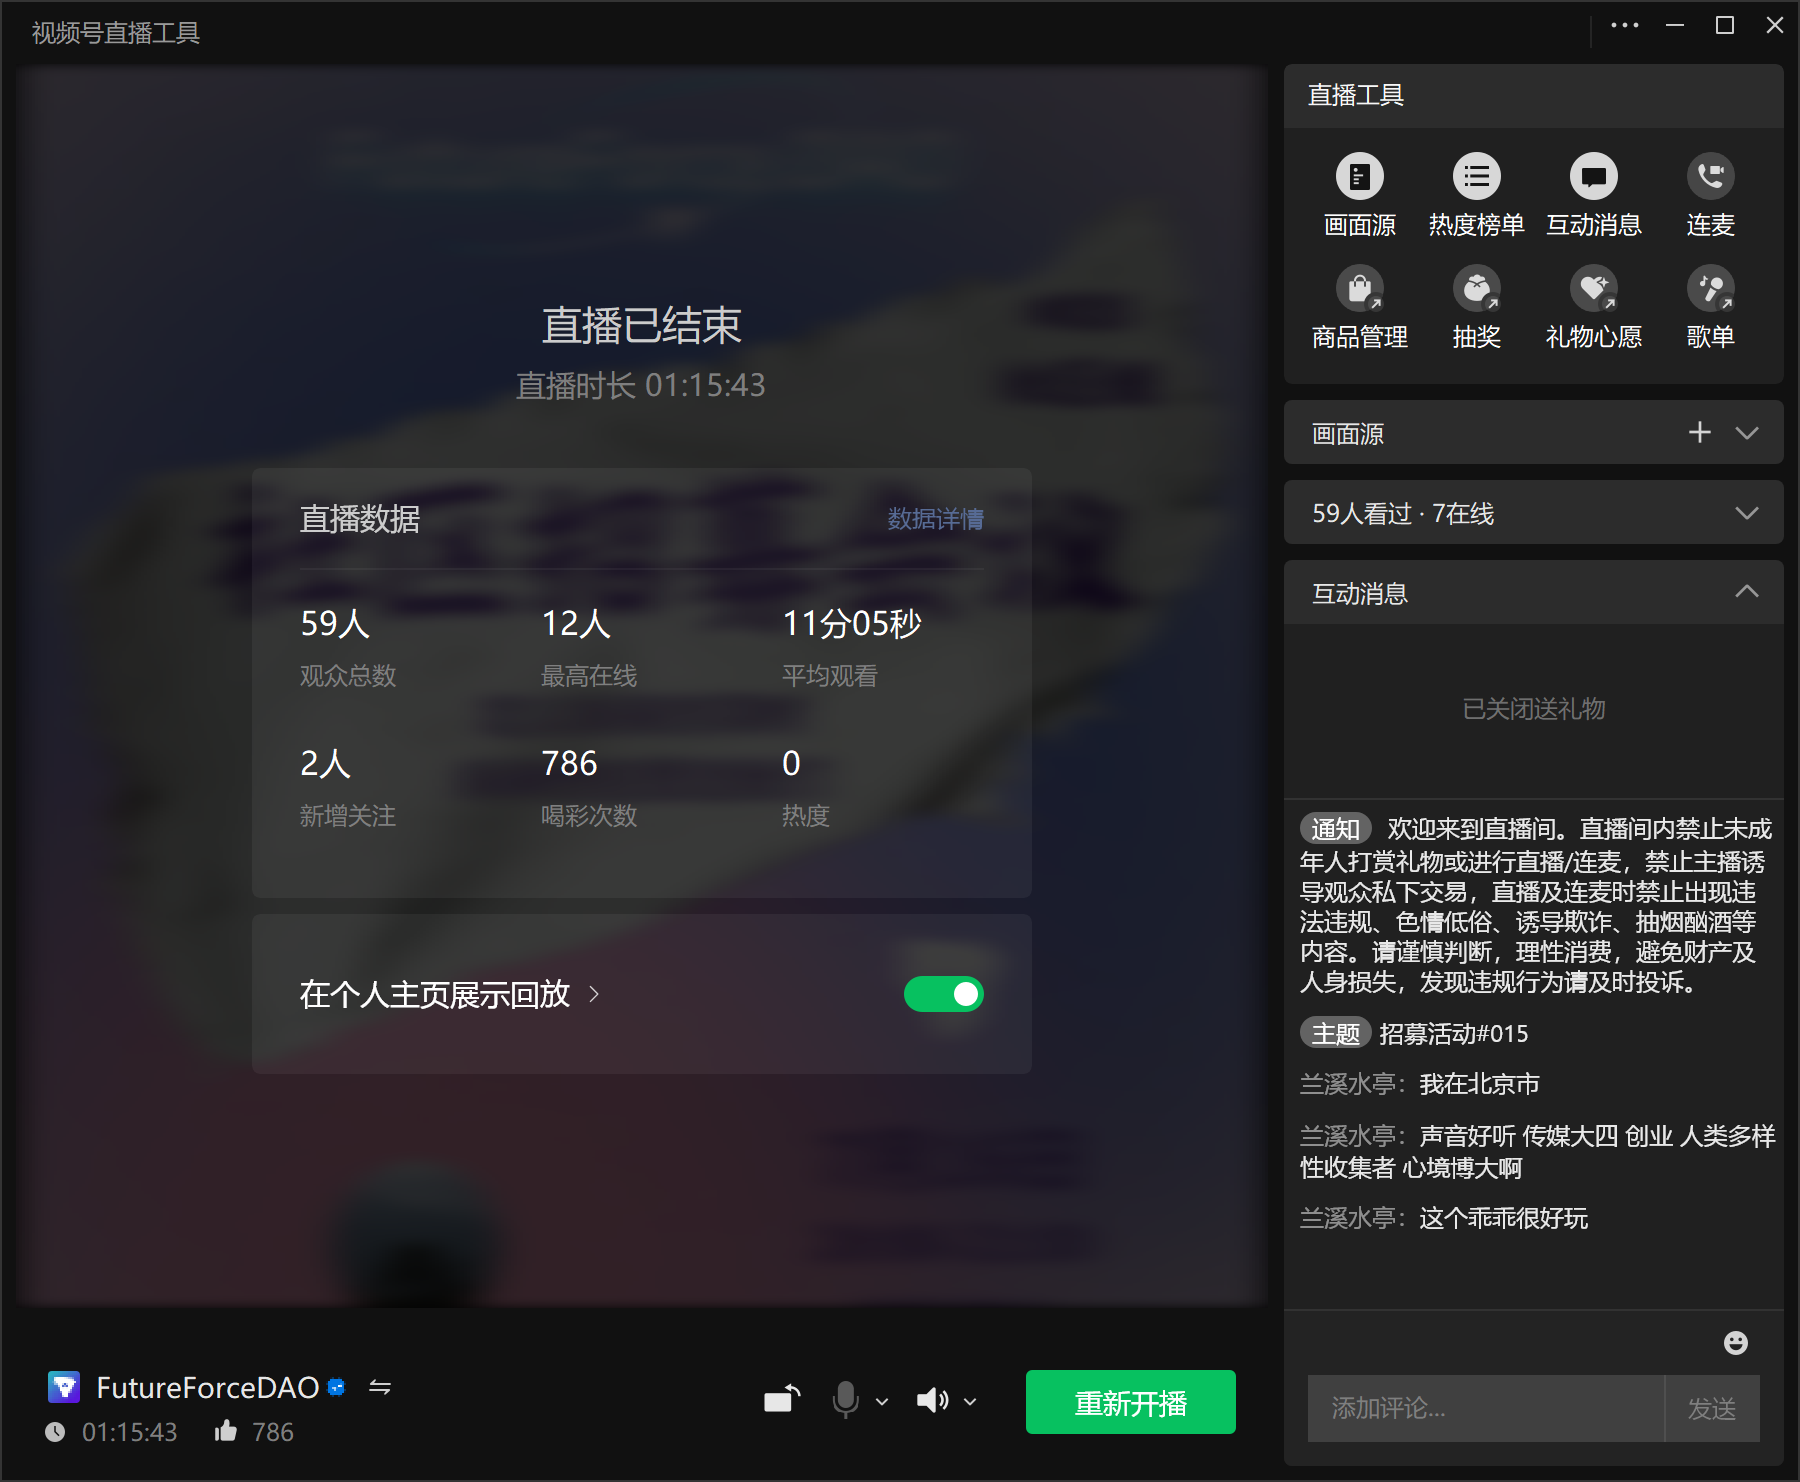 视频号直播工具
直播已结束
直播时长 01:15:43
直播数据
数据详情
59人
12人
11分05秒
观众总数
最高在线
平均观看
2人
786
0
新增关注
喝彩次数
热度
在个人主页展示回放
FutureForceDAO
01:15:43
786
重新开播
直播工具
画面源
热度榜单
互动消息
连麦
商品管理
抽奖
礼物心愿
歌单
画面源
59人看过 · 7在线
互动消息
已关闭送礼物
通知 欢迎来到直播间。直播间内禁止未成
年人打赏礼物或进行直播/连麦，禁止主播诱
导观众私下交易，直播及连麦时禁止出现违
法违规、色情低俗、诱导欺诈、抽烟酗酒等
内容。请谨慎判断，理性消费，避免财产及
人身损失，发现违规行为请及时投诉。
主题 招募活动#015
兰溪水亭：我在北京市
兰溪水亭：声音好听 传媒大四 创业 人类多样
性收集者 心境博大啊
兰溪水亭：这个乖乖很好玩
添加评论...
发送